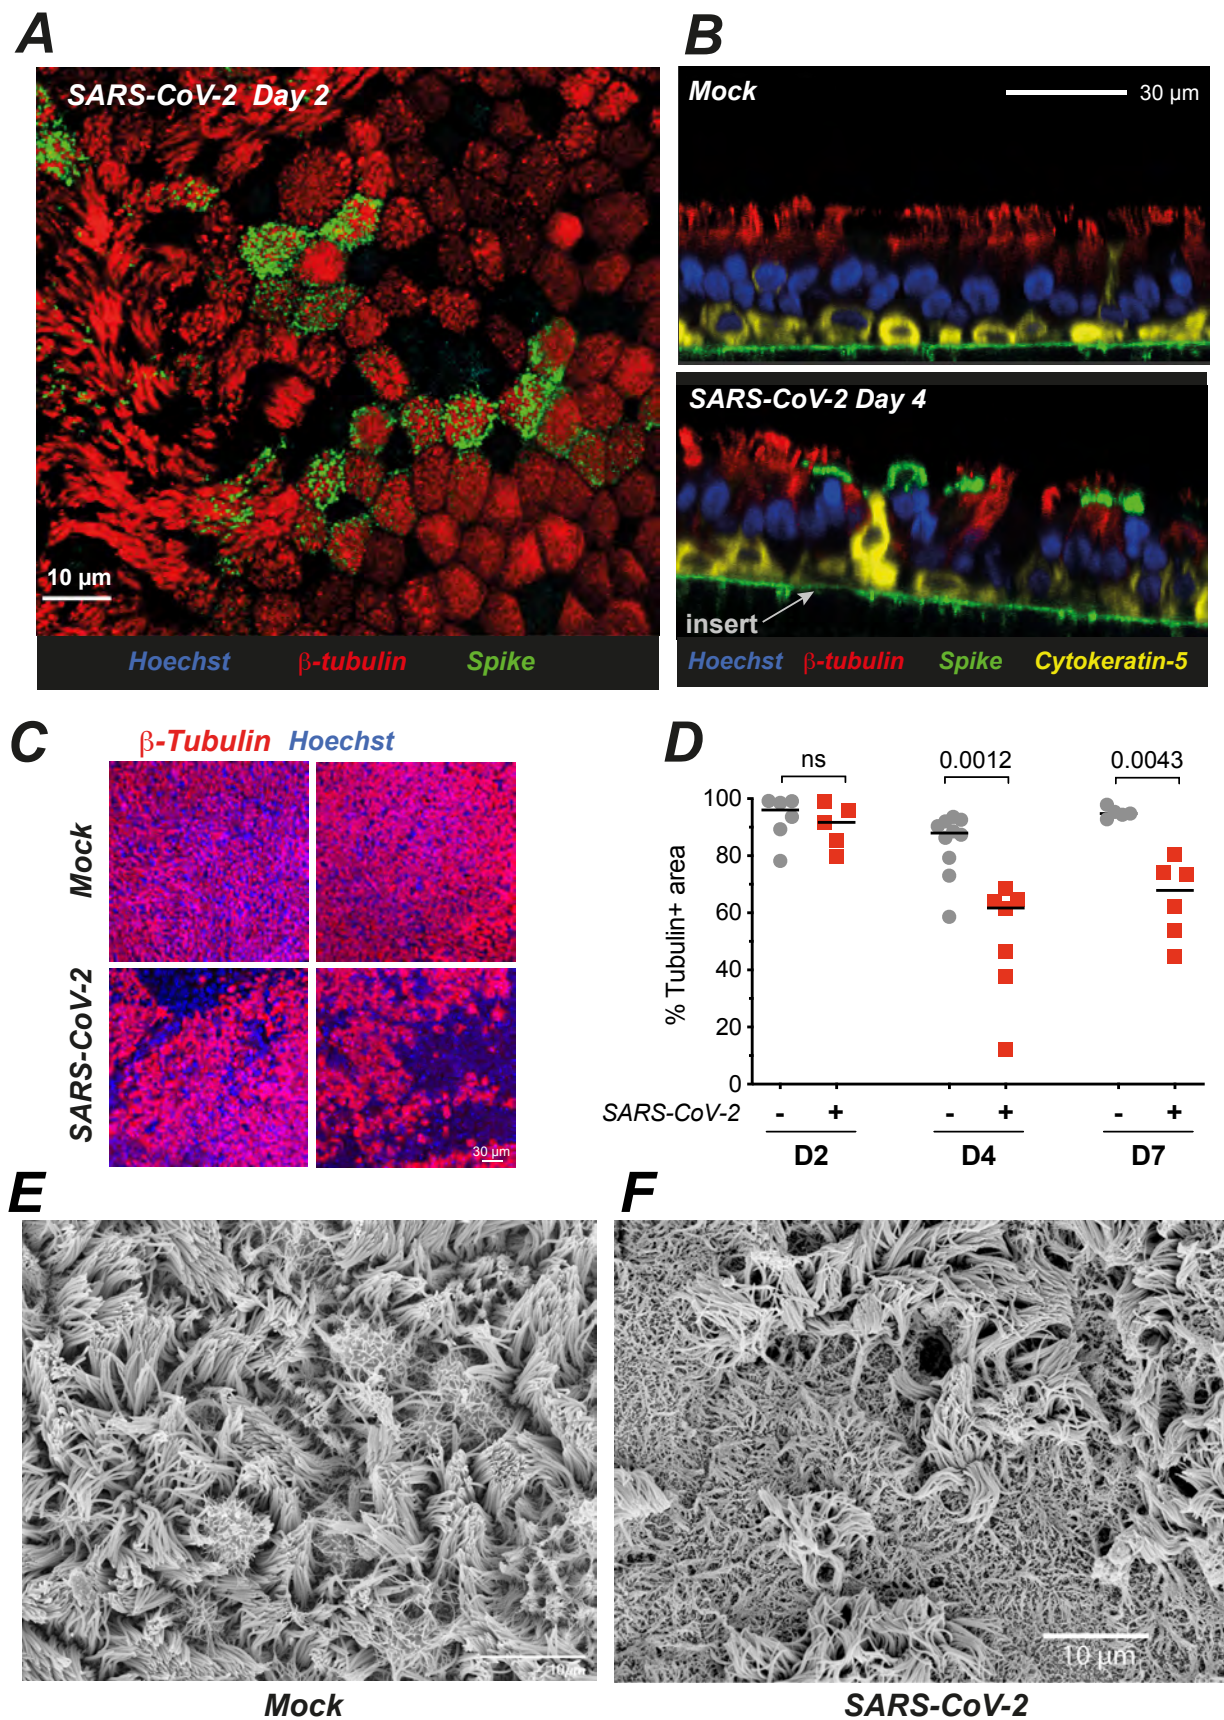 A
SARS-CoV-2 Day 2
10 µm
Hoechst β-tubulin Spike
B
Mock
30 µm
SARS-CoV-2 Day 4
insert
Hoechst β-tubulin Spike Cytokeratin-5
C
β-Tubulin Hoechst
Mock
SARS-CoV-2
30 µm
D
ns 0.0012 0.0043
% Tubulin+ area
100
80
60
40
20
0
SARS-CoV-2 - + - + - +
D2 D4 D7
E
10µm
Mock
F
10 µm
SARS-CoV-2